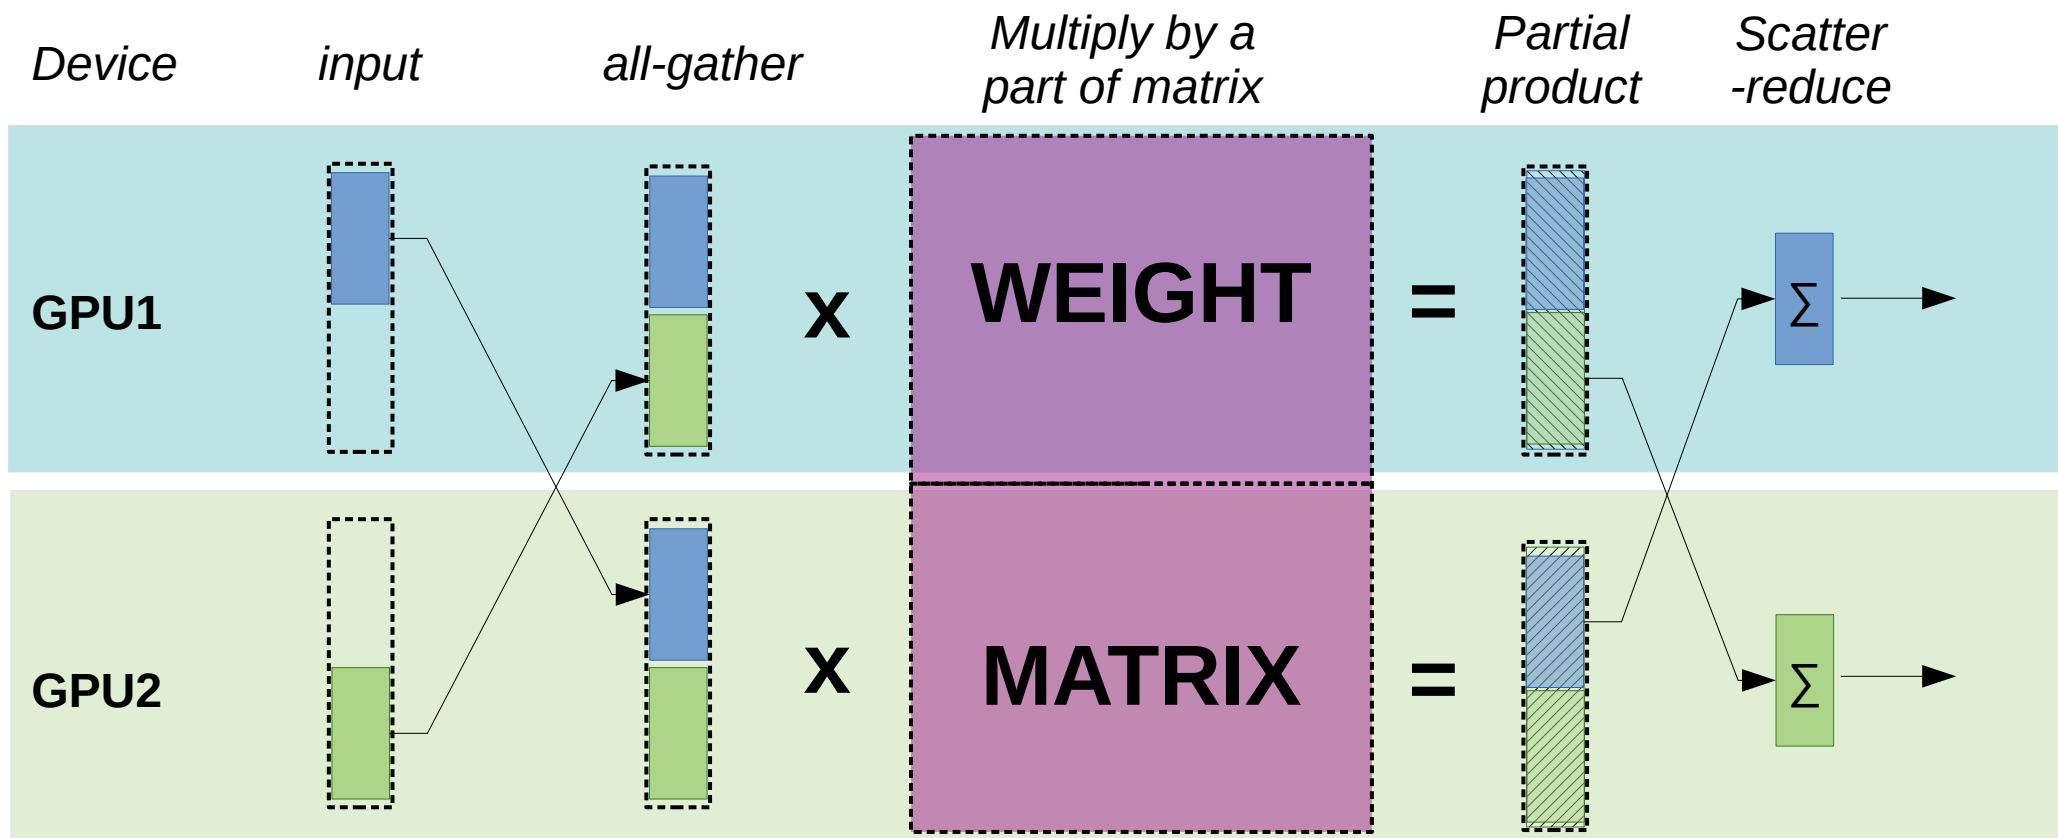 Device
input
all-gather
Multiply by a
part of matrix
Partial
product
Scatter
-reduce
GPU1
x
WEIGHT
=
∑
GPU2
x
MATRIX
=
∑